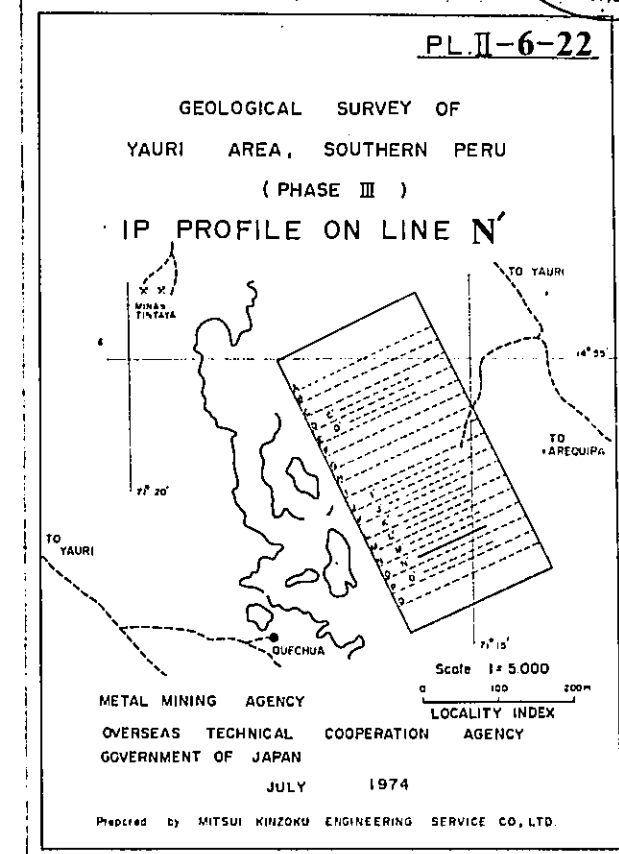 PL.II-6-22
GEOLOGICAL SURVEY OF
YAURI AREA, SOUTHERN PERU
( PHASE III )
IP PROFILE ON LINE N′
TO YAURI
MINAS
TINTAYA
14° 55′
TO
AREQUIPA
71° 20′
TO
YAURI
QUECHUA
71° 15′
Scale 1:5.000
0 100 200m
LOCALITY INDEX
METAL MINING AGENCY
OVERSEAS TECHNICAL COOPERATION AGENCY
GOVERNMENT OF JAPAN
JULY 1974
Prepared by MITSUI KINZOKU ENGINEERING SERVICE CO., LTD.